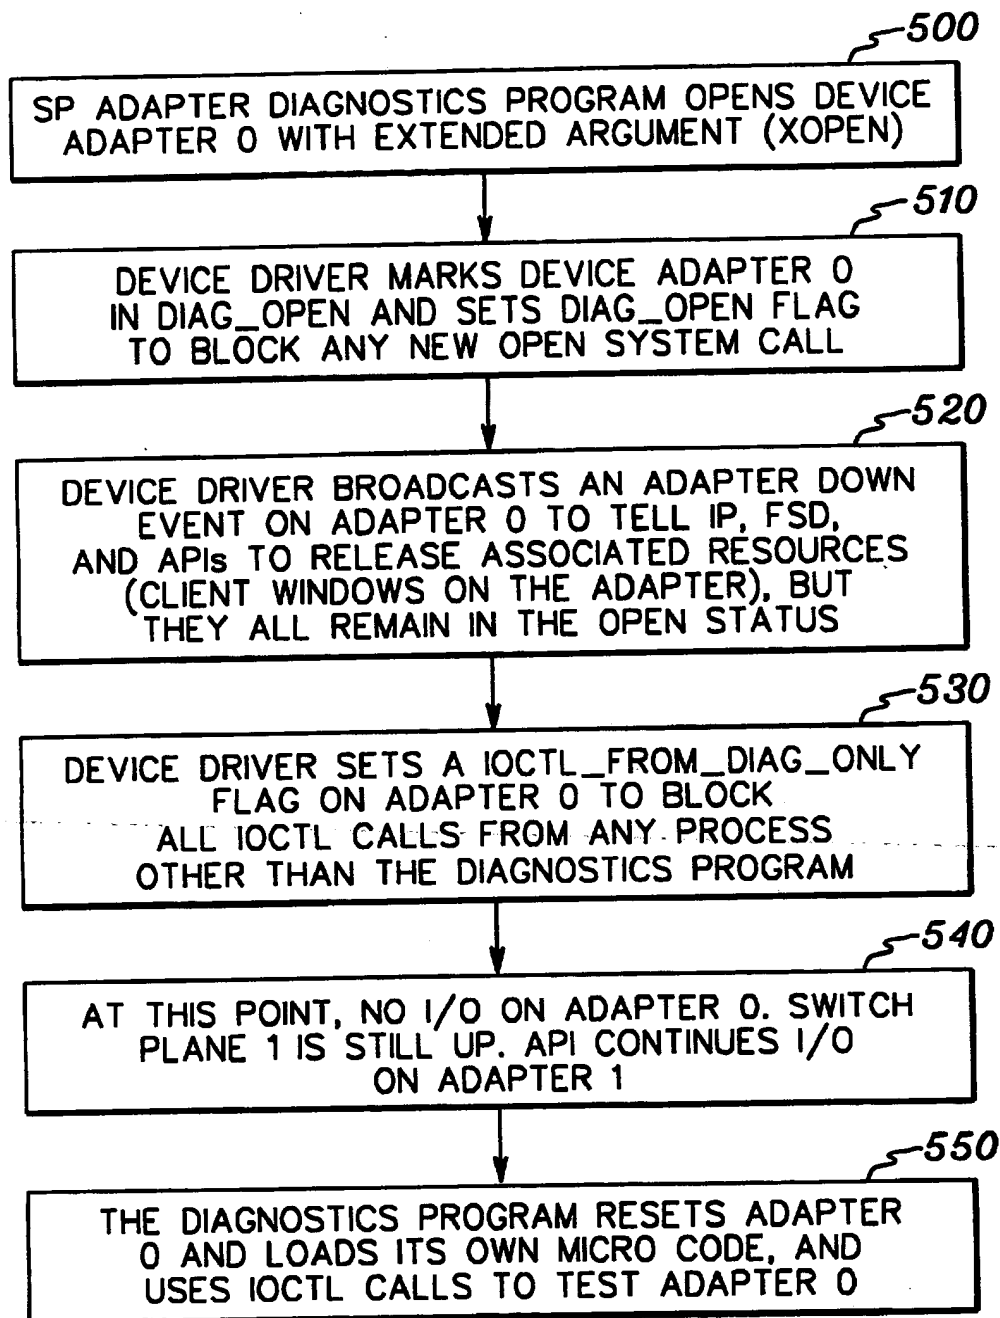 500
SP ADAPTER DIAGNOSTICS PROGRAM OPENS DEVICE
ADAPTER 0 WITH EXTENDED ARGUMENT (XOPEN)
510
DEVICE DRIVER MARKS DEVICE ADAPTER 0
IN DIAG_OPEN AND SETS DIAG_OPEN FLAG
TO BLOCK ANY NEW OPEN SYSTEM CALL
520
DEVICE DRIVER BROADCASTS AN ADAPTER DOWN
EVENT ON ADAPTER 0 TO TELL IP, FSD,
AND APIs TO RELEASE ASSOCIATED RESOURCES
(CLIENT WINDOWS ON THE ADAPTER), BUT
THEY ALL REMAIN IN THE OPEN STATUS
530
DEVICE DRIVER SETS A IOCTL_FROM_DIAG_ONLY
FLAG ON ADAPTER 0 TO BLOCK
ALL IOCTL CALLS FROM ANY PROCESS
OTHER THAN THE DIAGNOSTICS PROGRAM
540
AT THIS POINT, NO I/O ON ADAPTER 0. SWITCH
PLANE 1 IS STILL UP. API CONTINUES I/O
ON ADAPTER 1
550
THE DIAGNOSTICS PROGRAM RESETS ADAPTER
0 AND LOADS ITS OWN MICRO CODE, AND
USES IOCTL CALLS TO TEST ADAPTER 0